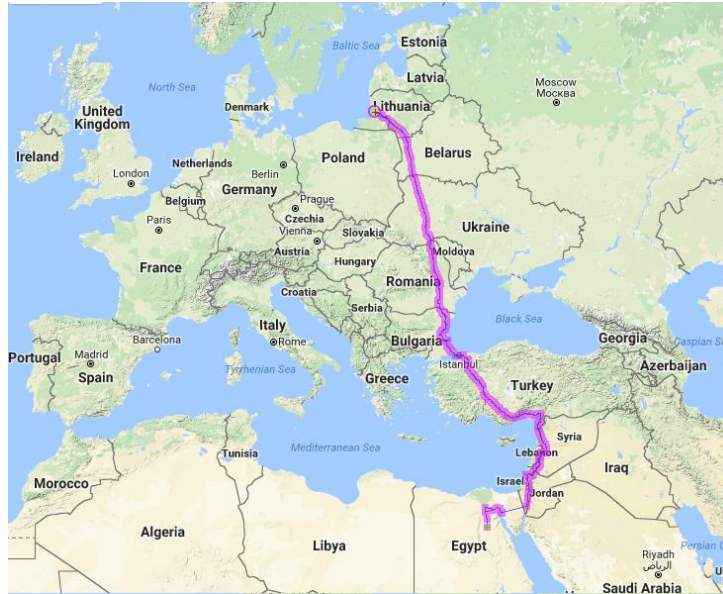 Baltic Sea
Estonia
Latvia
Moscow
Москва
North Sea
Lithuania
United
Kingdom
Denmark
Ireland
Belarus
Netherlands
Berlin
Poland
London
Germany
Belgium
Prague
Czechia
Ukraine
Paris
Vienna
Slovakia
Austria
Moldova
Hungary
France
Romania
Croatia
Serbia
Italy
Black Sea
Georgia
Caspian Se
Barcelona
Rome
Bulgaria
Istanbul
Portugal
Madrid
Spain
Tyrrhenian Sea
Azerbaijan
Greece
Turkey
Syria
Mediterranean Sea
Tunisia
Lebanon
Iraq
Morocco
Israel
Jordan
Algeria
Libya
Egypt
Persian G
Riyadh
الرياض
Saudi Arabia
U